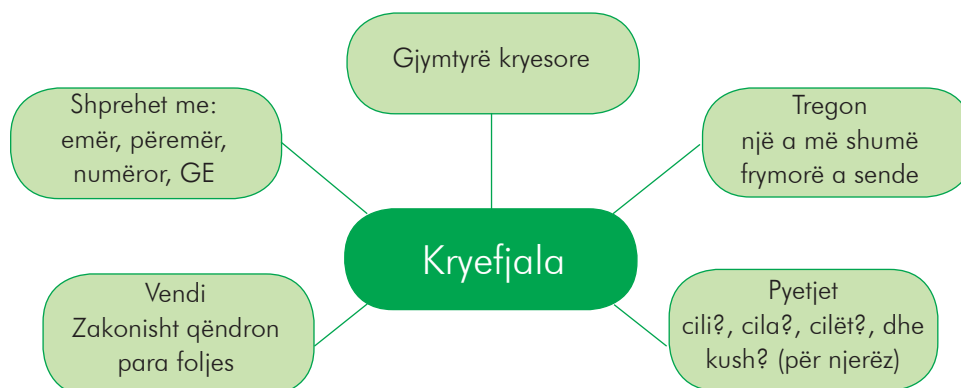 Gjymtyrë kryesore
Shprehet me:
emër, përemër,
numëror, GE
Tregon
një a më shumë
frymorë a sende
Kryefjala
Vendi
Zakonisht qëndron
para foljes
Pyetjet
cili?, cila?, cilët?, dhe
kush? (për njerëz)